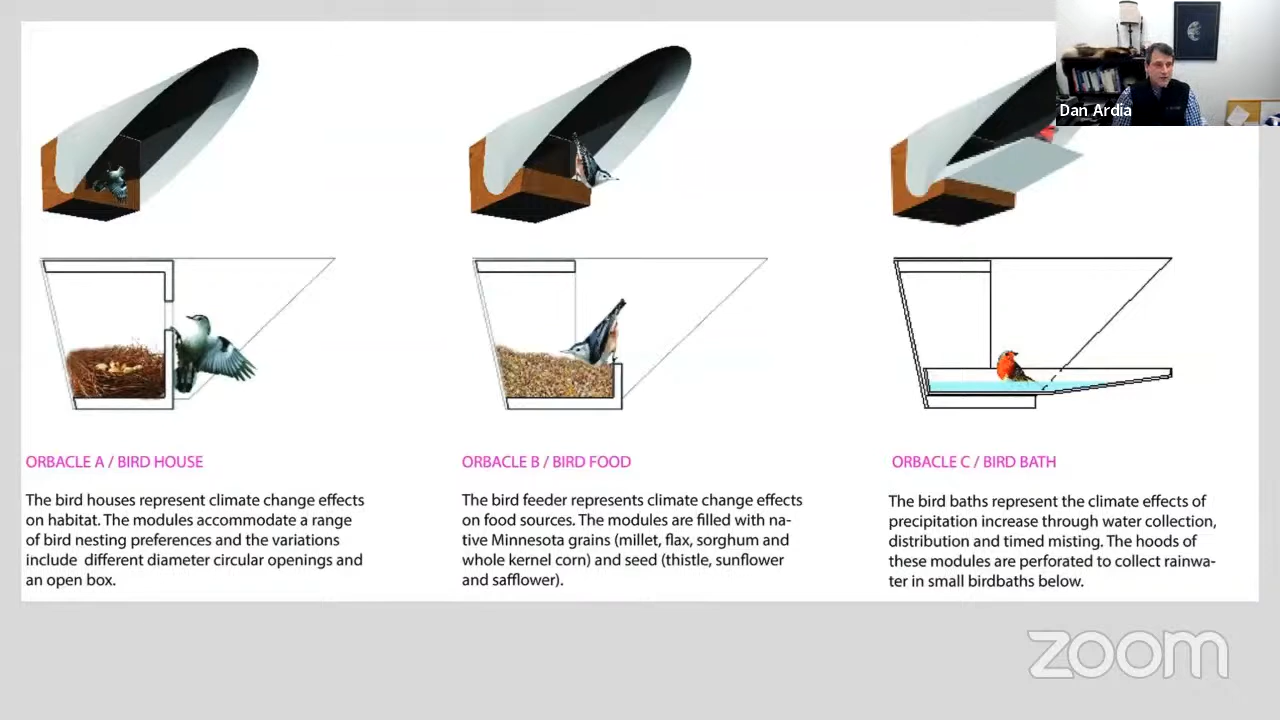 Dan Ardia
ORBACLE A / BIRD HOUSE
The bird houses represent climate change effects
on habitat. The modules accommodate a range
of bird nesting preferences and the variations
include different diameter circular openings and
an open box.
ORBACLE B / BIRD FOOD
The bird feeder represents climate change effects
on food sources. The modules are filled with na-
tive Minnesota grains (millet, flax, sorghum and
whole kernel corn) and seed (thistle, sunflower
and safflower).
ORBACLE C / BIRD BATH
The bird baths represent the climate effects of
precipitation increase through water collection,
distribution and timed misting. The hoods of
these modules are perforated to collect rainwa-
ter in small birdbaths below.
zoom